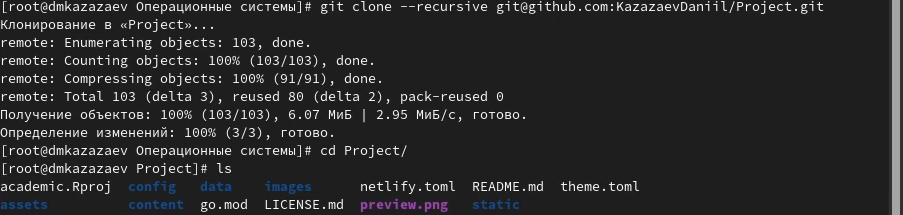 [root@dmkazazaev Операционные системы]# git clone --recursive git@github.com:KazazaevDaniil/Project.git
Клонирование в «Project»...
remote: Enumerating objects: 103, done.
remote: Counting objects: 100% (103/103), done.
remote: Compressing objects: 100% (91/91), done.
remote: Total 103 (delta 3), reused 80 (delta 2), pack-reused 0
Получение объектов: 100% (103/103), 6.07 МиБ | 2.95 МиБ/с, готово.
Определение изменений: 100% (3/3), готово.
[root@dmkazazaev Операционные системы]# cd Project/
[root@dmkazazaev Project]# ls
academic.Rproj config data images netlify.toml README.md theme.toml
assets content go.mod LICENSE.md preview.png static